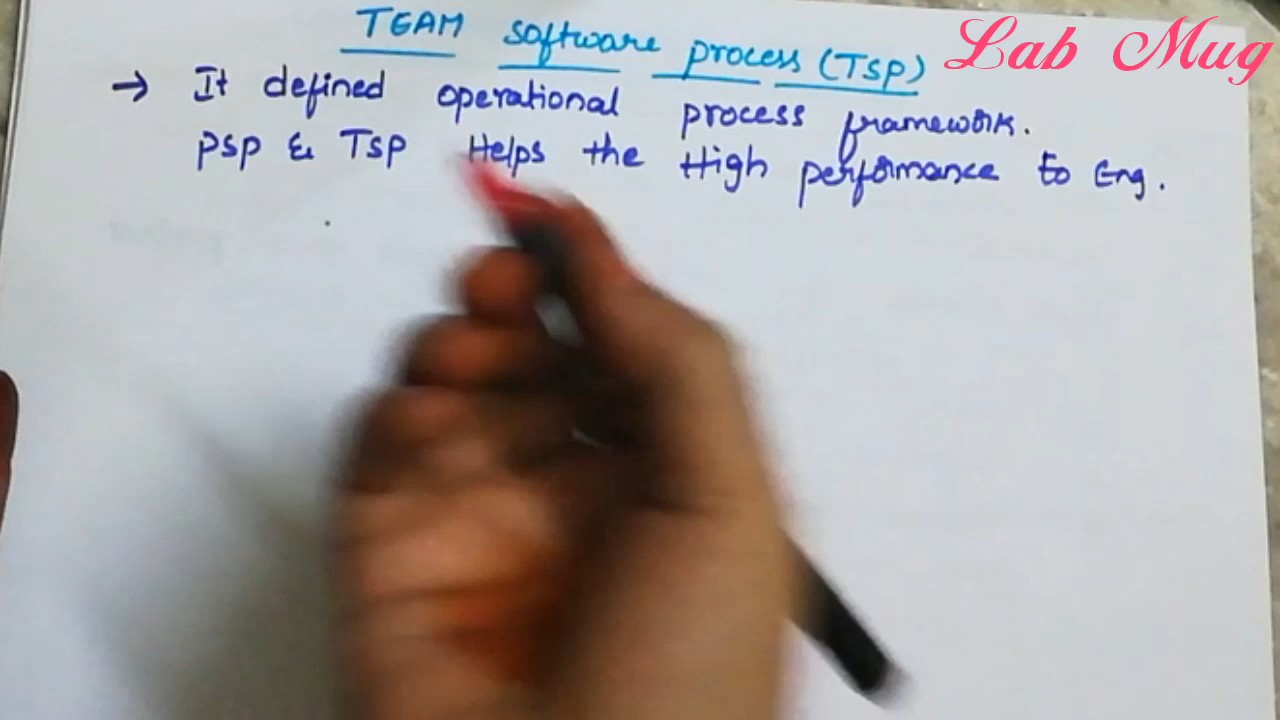 TEAM software process (TSP)
Lab Mug
→ It defined operational process framework.
PSP & TSP Helps the High performance to Eng.